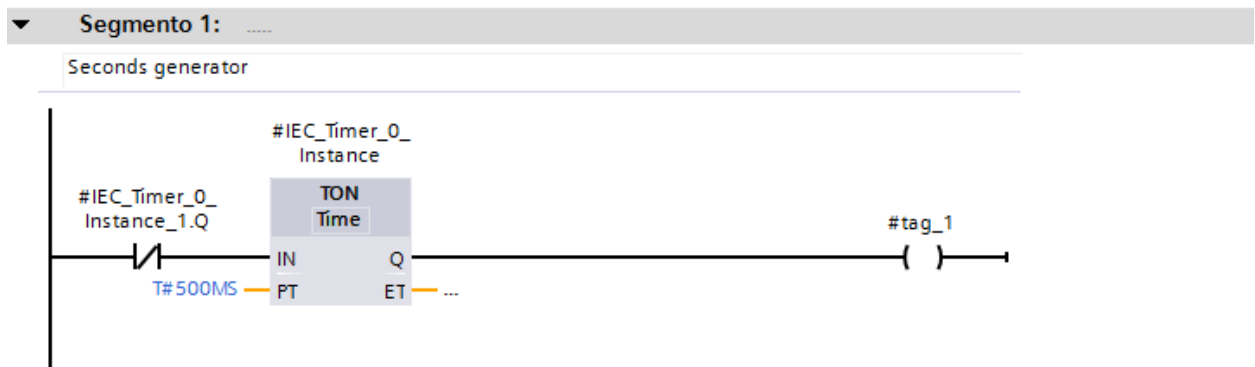 Segmento 1: .....
Seconds generator
#IEC_Timer_0_
Instance
#IEC_Timer_0_
Instance_1.Q
TON
Time
#tag_1
IN Q
T#500MS PT ET ...